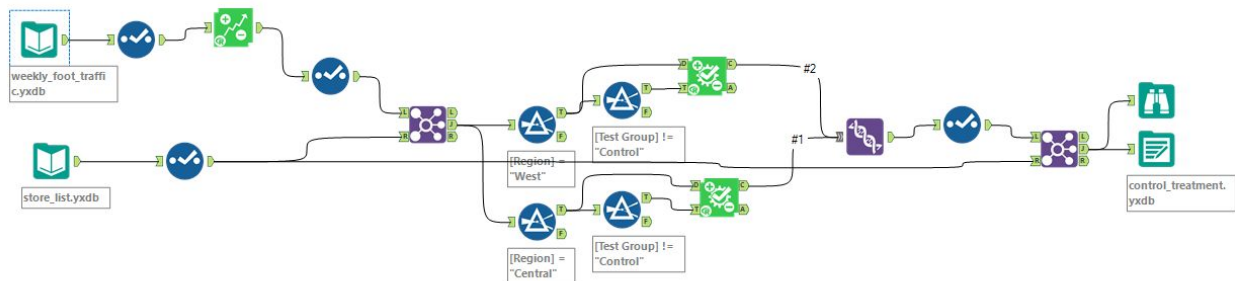 weekly_foot_traffi
c.yxdb
store_list.yxdb
L
R
L
J
R
[Region] =
"West"
T
F
[Test Group] !=
"Control"
T
F
D
T
C
A
#2
#1
[Region] =
"Central"
T
F
[Test Group] !=
"Control"
T
F
D
T
C
A
L
R
L
J
R
control_treatment.
yxdb